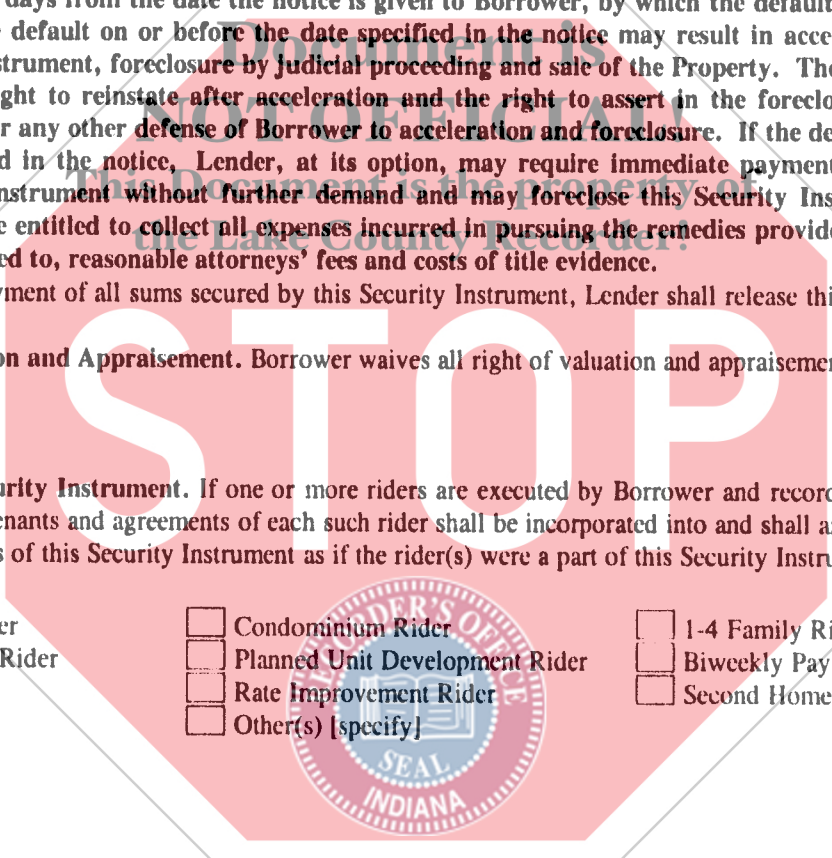 days from the date the notice is given to Borrower, by which the default
default on or before the date specified in the notice may result in acce
strument, foreclosure by judicial proceeding and sale of the Property. The
ght to reinstate after acceleration and the right to assert in the foreclo
r any other defense of Borrower to acceleration and foreclosure. If the de
d in the notice, Lender, at its option, may require immediate payment
nstrument without further demand and may foreclose this Security Ins
e entitled to collect all expenses incurred in pursuing the remedies provide
ed to, reasonable attorneys' fees and costs of title evidence.
yment of all sums secured by this Security Instrument, Lender shall release thi
on and Appraisement. Borrower waives all right of valuation and appraisemen
urity Instrument. If one or more riders are executed by Borrower and record
enants and agreements of each such rider shall be incorporated into and shall a
s of this Security Instrument as if the rider(s) were a part of this Security Instru
er
Rider
Condominium Rider
Planned Unit Development Rider
Rate Improvement Rider
Other(s) [specify]
1-4 Family Ri
Biweekly Pay
Second Home
Document is
NOT OFFICIAL!
This Document is the property of
the Lake County Recorder!
STOP
RECORDER'S OFFICE
SEAL
INDIANA